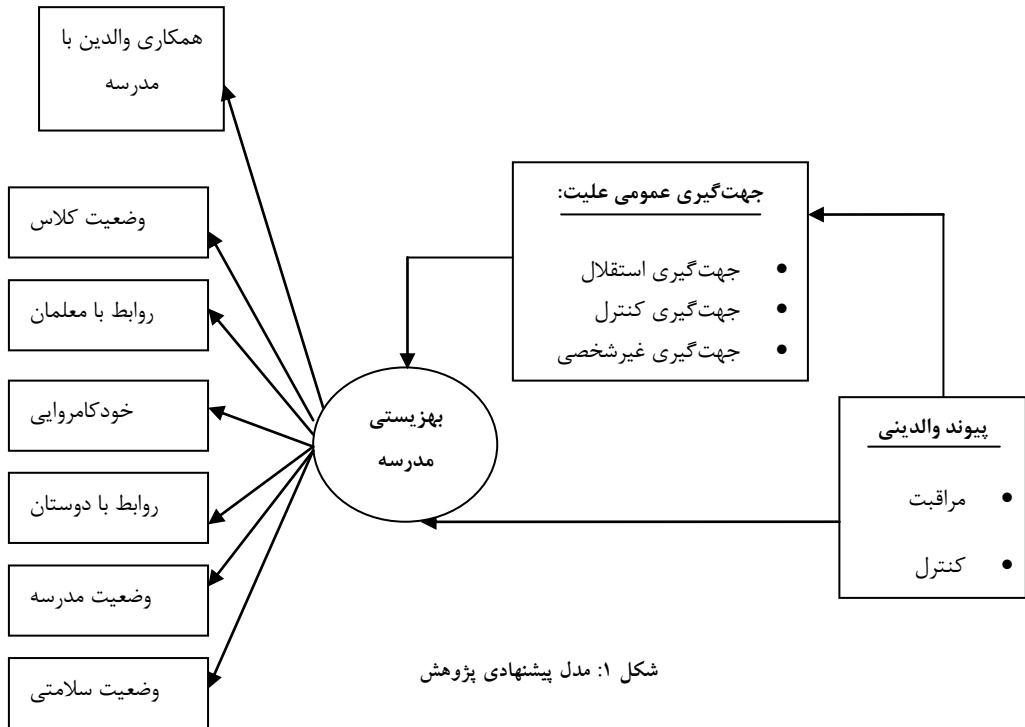 همکاری والدین با
مدرسه
وضعیت کلاس
روابط با معلمان
خودکامروایی
روابط با دوستان
وضعیت مدرسه
وضعیت سلامتی
بهزیستی
مدرسه
جهت‌گیری عمومی علیت:
• جهت‌گیری استقلال
• جهت‌گیری کنترل
• جهت‌گیری غیرشخصی
پیوند والدینی
• مراقبت
• کنترل
شکل ۱: مدل پیشنهادی پژوهش